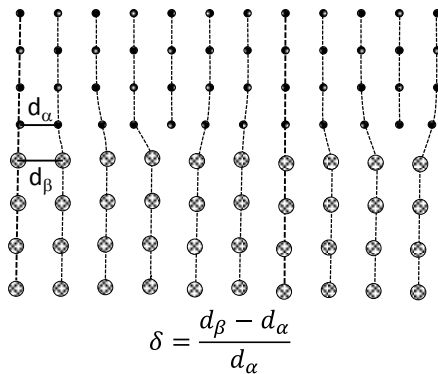 dα
dβ
δ = (dβ − dα) / dα